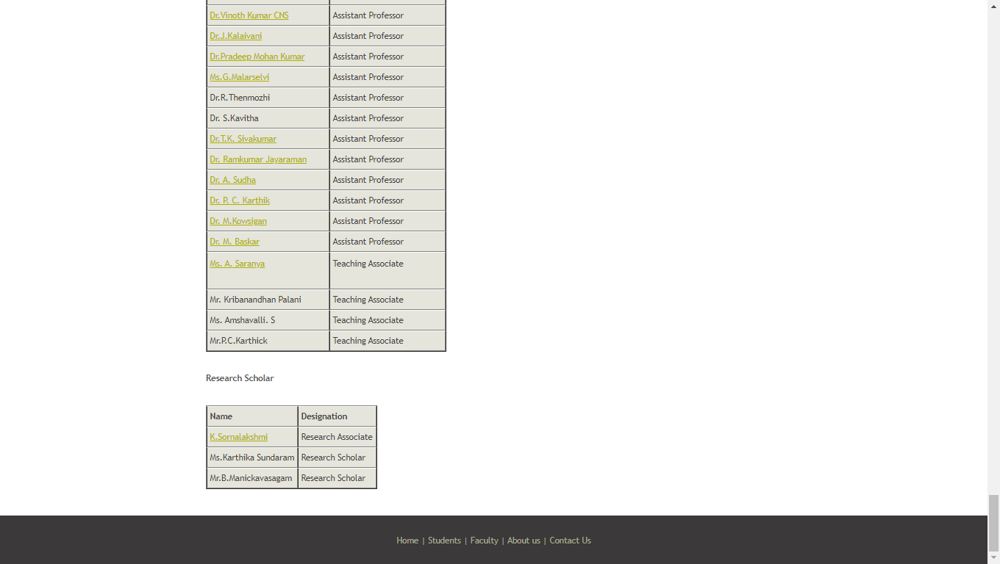 Dr.Vinoth Kumar CNS Assistant Professor
Dr.J.Kalaivani Assistant Professor
Dr.Pradeep Mohan Kumar Assistant Professor
Ms.G.Malarselvi Assistant Professor
Dr.R.Thenmozhi Assistant Professor
Dr. S.Kavitha Assistant Professor
Dr.T.K. Sivakumar Assistant Professor
Dr. Ramkumar Jayaraman Assistant Professor
Dr. A. Sudha Assistant Professor
Dr. P. C. Karthik Assistant Professor
Dr. M.Kowsigan Assistant Professor
Dr. M. Baskar Assistant Professor
Ms. A. Saranya Teaching Associate
Mr. Kribanandhan Palani Teaching Associate
Ms. Amshavalli. S Teaching Associate
Mr.P.C.Karthick Teaching Associate
Research Scholar
Name Designation
K.Sornalakshmi Research Associate
Ms.Karthika Sundaram Research Scholar
Mr.B.Manickavasagam Research Scholar
Home | Students | Faculty | About us | Contact Us